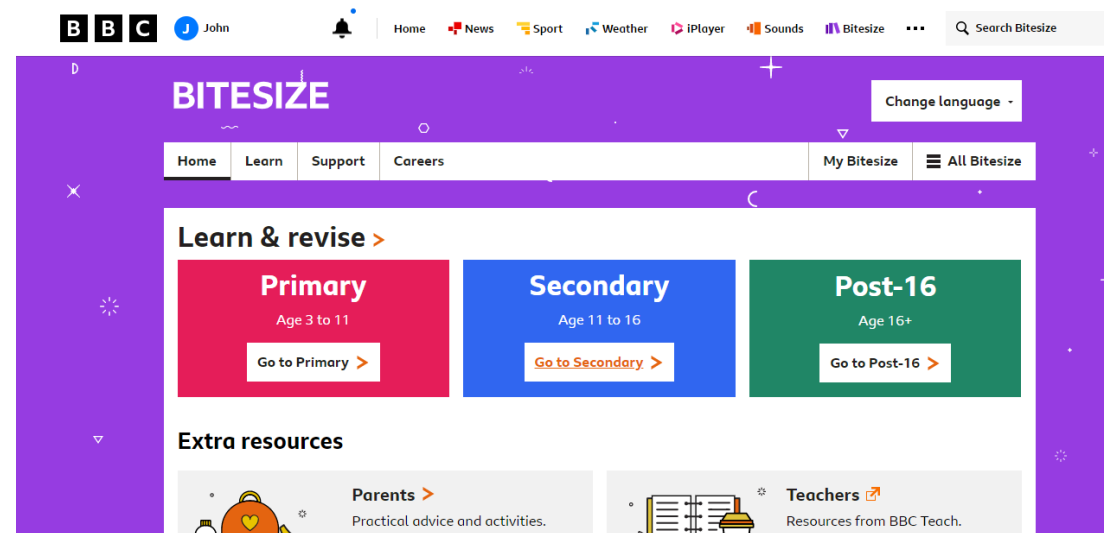 BBC J John Home News Sport Weather iPlayer Sounds Bitesize ••• Search Bitesize
BITESIZE
Change language
Home Learn Support Careers My Bitesize All Bitesize
Learn & revise >
Primary
Age 3 to 11
Go to Primary >
Secondary
Age 11 to 16
Go to Secondary >
Post-16
Age 16+
Go to Post-16 >
Extra resources
Parents >
Practical advice and activities.
Teachers
Resources from BBC Teach.